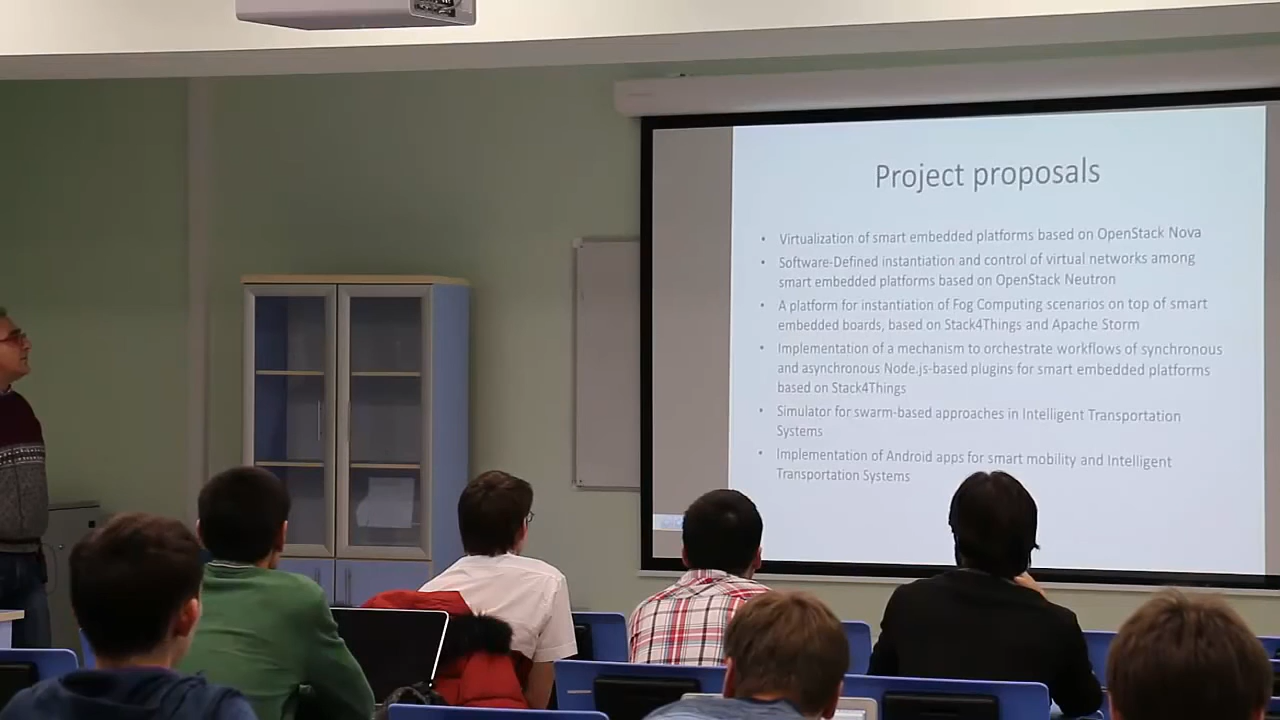 Project proposals
• Virtualization of smart embedded platforms based on OpenStack Nova
• Software-Defined instantiation and control of virtual networks among
smart embedded platforms based on OpenStack Neutron
• A platform for instantiation of Fog Computing scenarios on top of smart
embedded boards, based on Stack4Things and Apache Storm
• Implementation of a mechanism to orchestrate workflows of synchronous
and asynchronous Node.js-based plugins for smart embedded platforms
based on Stack4Things
• Simulator for swarm-based approaches in Intelligent Transportation
Systems
• Implementation of Android apps for smart mobility and Intelligent
Transportation Systems